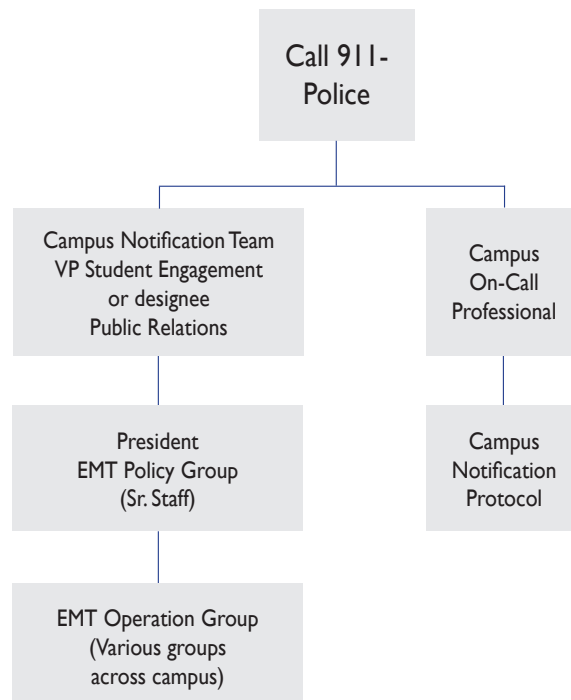 Call 911-
Police
Campus Notification Team
VP Student Engagement
or designee
Public Relations
Campus
On-Call
Professional
President
EMT Policy Group
(Sr. Staff)
Campus
Notification
Protocol
EMT Operation Group
(Various groups
across campus)